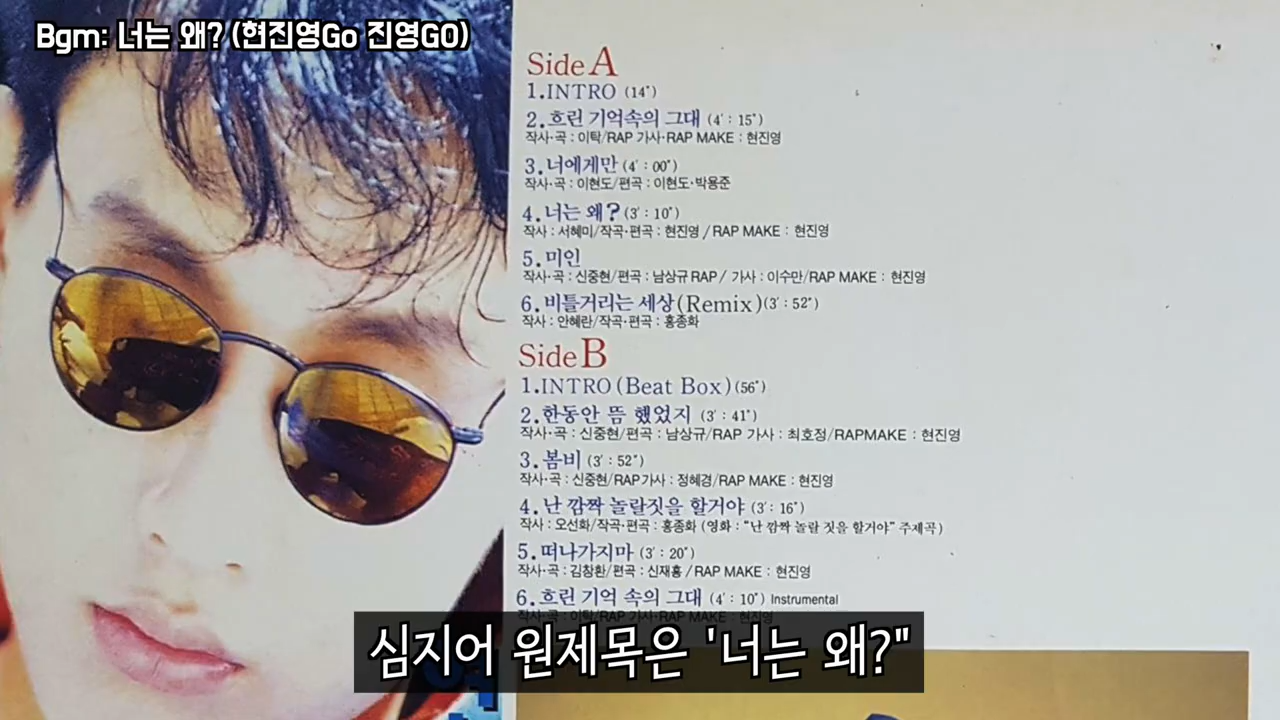 Bgm: 너는 왜? (현진영Go 진영GO)
Side A
1.INTRO (14")
2.흐린 기억속의 그대 (4' : 15")
작사·곡 : 이탁/RAP 가사·RAP MAKE : 현진영
3.너에게만 (4' : 00")
작사·곡 : 이현도/편곡 : 이현도·박용준
4.너는 왜? (3' : 10")
작사 : 서혜미/작곡·편곡 : 현진영 / RAP MAKE : 현진영
5.미인
작사·곡 : 신중현/편곡 : 남상규 RAP / 가사 : 이수만/RAP MAKE : 현진영
6.비틀거리는 세상(Remix)(3' : 52")
작사 : 안혜란/작곡·편곡 : 홍종화
Side B
1.INTRO (Beat Box) (56")
2.한동안 뜸 했었지 (3' : 41")
작사·곡 : 신중현/편곡 : 남상규/RAP 가사 : 최호정/RAPMAKE : 현진영
3.봄비 (3' : 52")
작사·곡 : 신중현/RAP가사 : 정혜경/RAP MAKE : 현진영
4.난 깜짝 놀랄짓을 할거야 (3' : 16")
작사 : 오선화/작곡·편곡 : 홍종화 (영화 : "난 깜짝 놀랄 짓을 할거야" 주제곡)
5.떠나가지마 (3' : 20")
작사·곡 : 김창환/편곡 : 신재홍 / RAP MAKE : 현진영
6.흐린 기억 속의 그대 (4' : 10") Instrumental
작사·곡 : 이탁/RAP 가사·RAP MAKE : 현진영
심지어 원제목은 '너는 왜?"